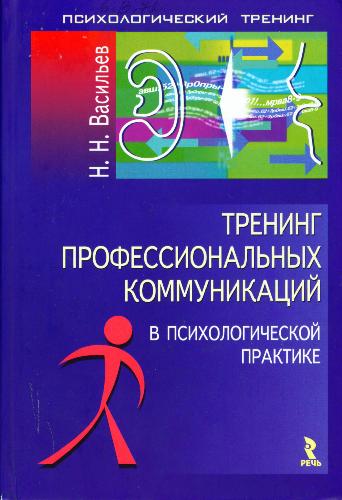 ПСИХОЛОГИЧЕСКИЙ ТРЕНИНГ
Н. Н. Васильев
ТРЕНИНГ
ПРОФЕССИОНАЛЬНЫХ
КОММУНИКАЦИЙ
В ПСИХОЛОГИЧЕСКОЙ
ПРАКТИКЕ
РЕЧЬ